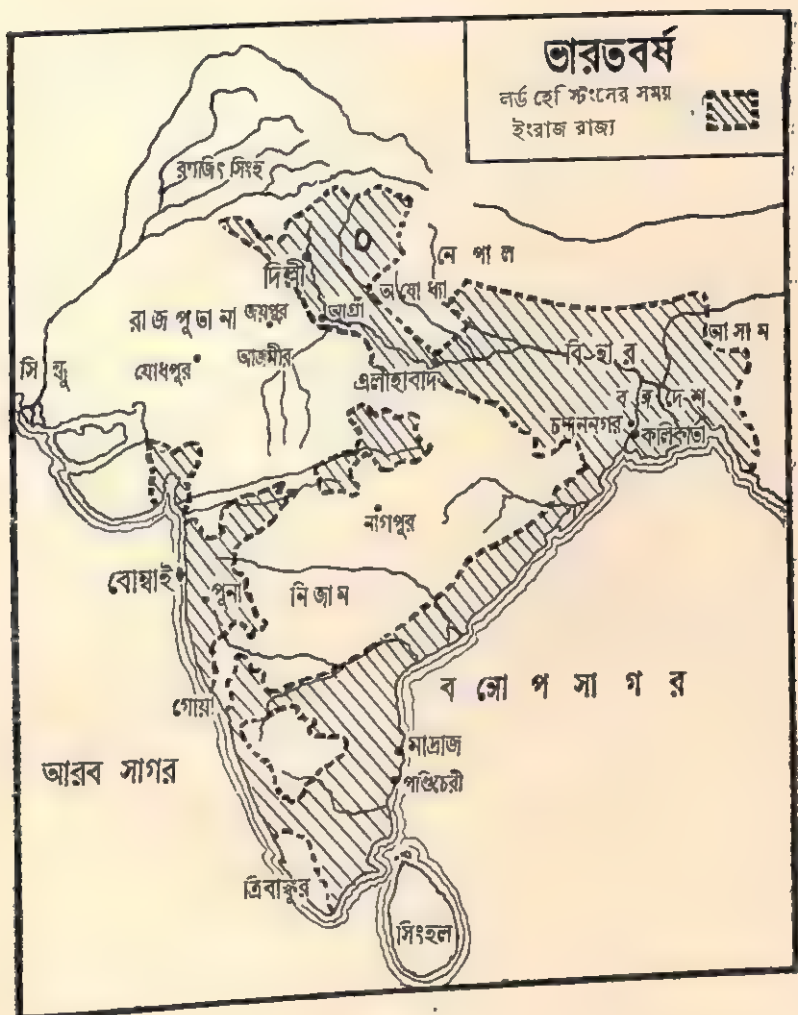 ভারতবর্ষ
লর্ড হেস্টিংসের সময়
ইংরাজ রাজ্য
রণজিৎ সিংহ
দিল্লী
নেপাল
অযোধ্যা
রাজপুতানা
জয়পুর
আগ্রা
আসাম
সিন্ধু
যোধপুর
আজমীর
এলাহাবাদ
বিহার
বঙ্গদেশ
চন্দননগর
কলিকাতা
নাগপুর
বোম্বাই
পুনা
নিজাম
বঙ্গোপসাগর
গোয়া
আরব সাগর
মাদ্রাজ
পণ্ডিচেরী
ত্রিবাঙ্কুর
সিংহল